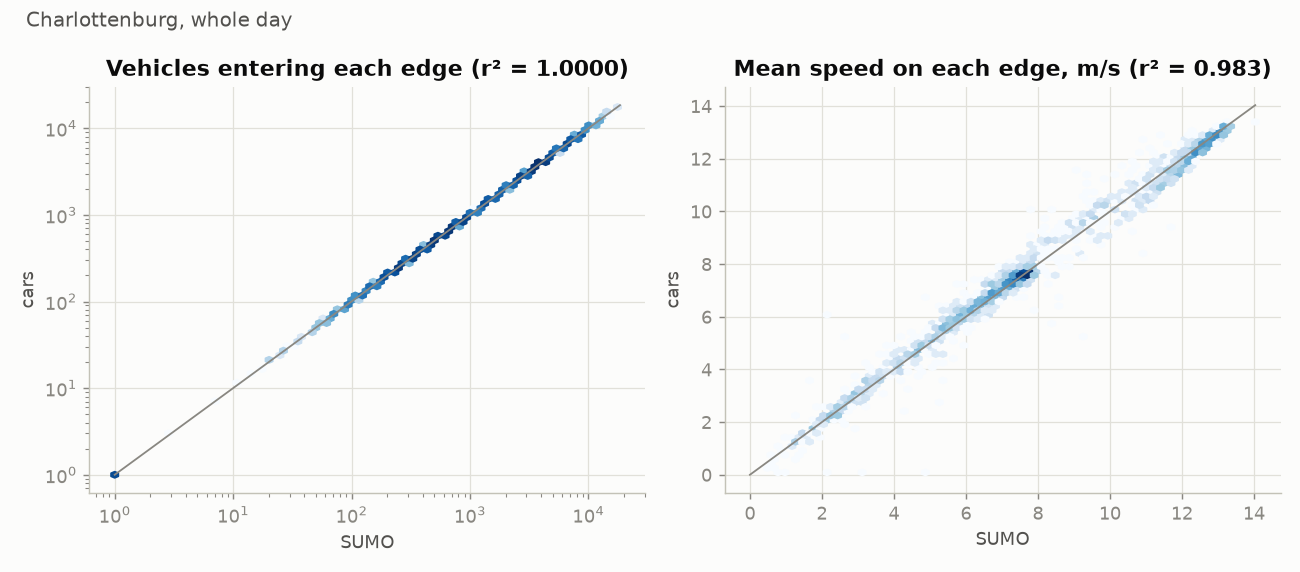 Charlottenburg, whole day
Vehicles entering each edge (r² = 1.0000)
cars
10⁴
10³
10²
10¹
10⁰
10⁰ 10¹ 10² 10³ 10⁴
SUMO
Mean speed on each edge, m/s (r² = 0.983)
cars
14
12
10
8
6
4
2
0
0 2 4 6 8 10 12 14
SUMO